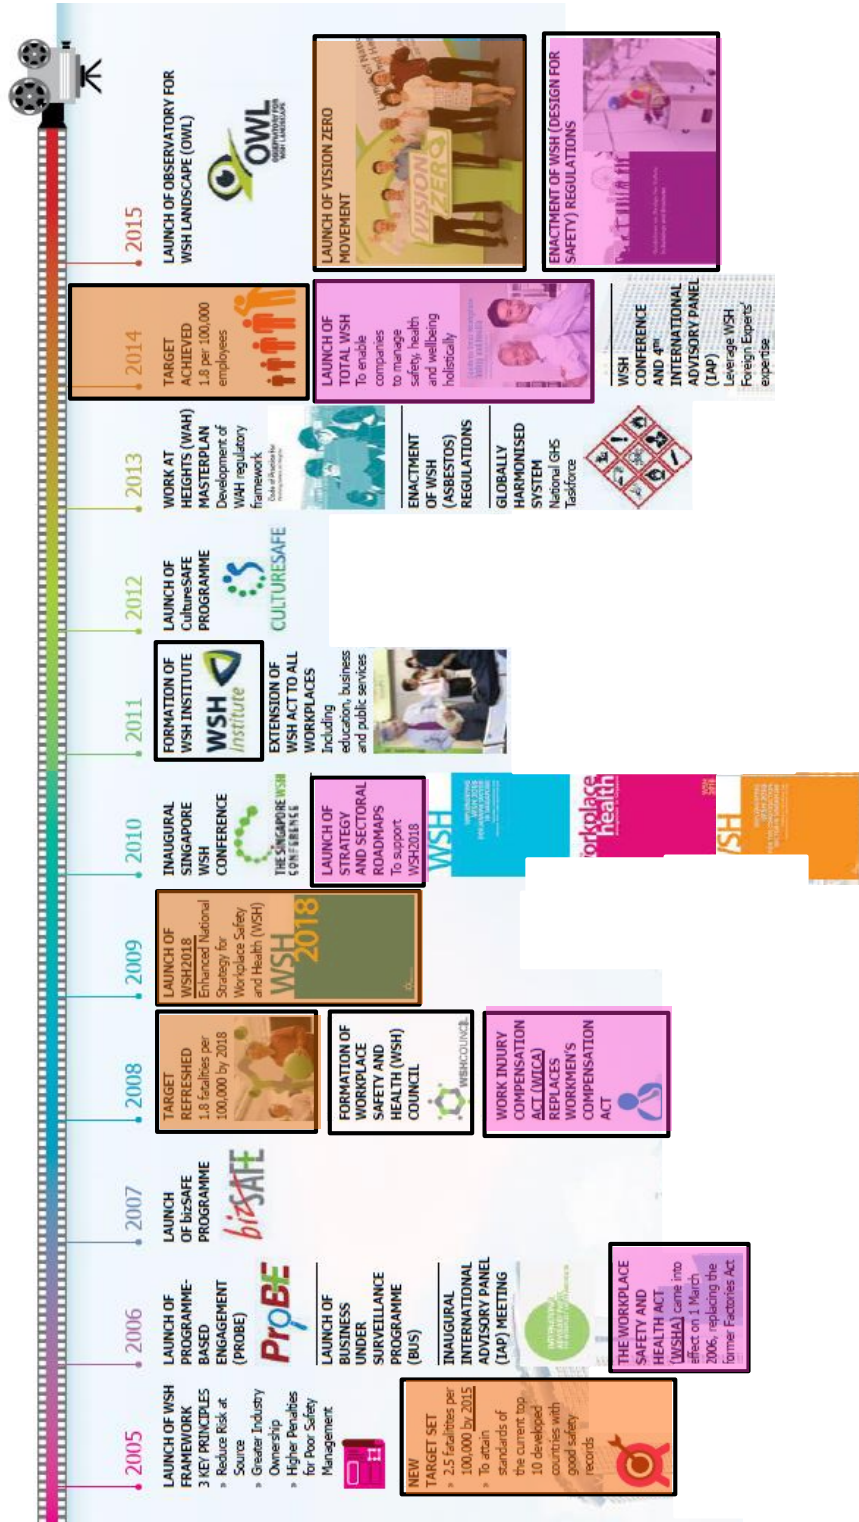 2005
LAUNCH OF WSH
FRAMEWORK
3 KEY PRINCIPLES
» Reduce Risk at
Source
» Greater Industry
Ownership
» Higher Penalties
for Poor Safety
Management
NEW
TARGET SET
» 2.5 fatalitites per
100,000 by 2015
» To attain
standards of
the current top
10 developed
countries with
good safety
records
2006
LAUNCH OF
PROGRAMME-
BASED
ENGAGEMENT
(PROBE)
ProBE
LAUNCH OF
BUSINESS
UNDER
SURVEILLANCE
PROGRAMME
(BUS)
INAUGURAL
INTERNATIONAL
ADVISORY PANEL
(IAP) MEETING
THE WORKPLACE
SAFETY AND
HEALTH ACT
(WSHA) came into
effect on 1 March
2006, replacing the
former Factories Act
2007
LAUNCH
OF bizSAFE
PROGRAMME
bizSAFE
2008
TARGET
REFRESHED
1.8 fatalities per
100,000 by 2018
FORMATION OF
WORKPLACE
SAFETY AND
HEALTH (WSH)
COUNCIL
WSHCOUNCIL
WORK INJURY
COMPENSATION
ACT (WICA)
REPLACES
WORKMEN'S
COMPENSATION
ACT
2009
LAUNCH OF
WSH2018
Enhanced National
Strategy for
Workplace Safety
and Health (WSH)
WSH
2018
2010
INAUGURAL
SINGAPORE
WSH
CONFERENCE
THE SINGAPORE WSH
CONFERENCE
LAUNCH OF
STRATEGY
AND SECTORAL
ROADMAPS
To support
WSH2018
WSH
orkplace
health
WSH
2018
/SH
2011
FORMATION OF
WSH INSTITUTE
WSH
Institute
EXTENSION OF
WSH ACT TO ALL
WORKPLACES
Including
education, business
and public services
2012
LAUNCH OF
CultureSAFE
PROGRAMME
CULTURESAFE
2013
WORK AT
HEIGHTS (WAH)
MASTERPLAN
Development of
WAH regulatory
framework
Code of Practice for
ENACTMENT
OF WSH
(ASBESTOS)
REGULATIONS
GLOBALLY
HARMONISED
SYSTEM
National GHS
Taskforce
2014
TARGET
ACHIEVED
1.8 per 100,000
employees
LAUNCH OF
TOTAL WSH
To enable
companies
to manage
safety, health
and wellbeing
holistically
WSH
CONFERENCE
AND 4TH
INTERNATIONAL
ADVISORY PANEL
(IAP)
Leverage WSH
Foreign Experts'
expertise
2015
LAUNCH OF OBSERVATORY FOR
WSH LANDSCAPE (OWL)
OWL
OBSERVATORY FOR
WSH LANDSCAPE
LAUNCH OF VISION ZERO
MOVEMENT
VISION
ZERO
ENACTMENT OF WSH (DESIGN FOR
SAFETY) REGULATIONS